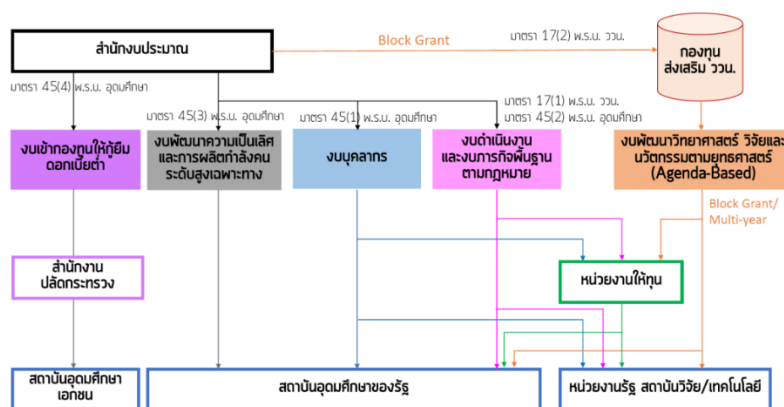 สำนักงบประมาณ
Block Grant
มาตรา 17(2) พ.ร.บ. ววน.
กองทุน
ส่งเสริม ววน.
มาตรา 45(4) พ.ร.บ. อุดมศึกษา
มาตรา 45(3) พ.ร.บ. อุดมศึกษา
มาตรา 45(1) พ.ร.บ. อุดมศึกษา
มาตรา 17(1) พ.ร.บ. ววน.
มาตรา 45(2) พ.ร.บ. อุดมศึกษา
งบเข้ากองทุนให้กู้ยืม
ดอกเบี้ยต่ำ
งบพัฒนาความเป็นเลิศ
และการผลิตกำลังคน
ระดับสูงเฉพาะทาง
งบบุคลากร
งบดำเนินงาน
และงบภารกิจพื้นฐาน
ตามกฎหมาย
งบพัฒนาวิทยาศาสตร์ วิจัยและ
นวัตกรรมตามยุทธศาสตร์
(Agenda-Based)
Block Grant/
Multi-year
สำนักงาน
ปลัดกระทรวง
หน่วยงานให้ทุน
สถาบันอุดมศึกษา
เอกชน
สถาบันอุดมศึกษาของรัฐ
หน่วยงานรัฐ สถาบันวิจัย/เทคโนโลยี